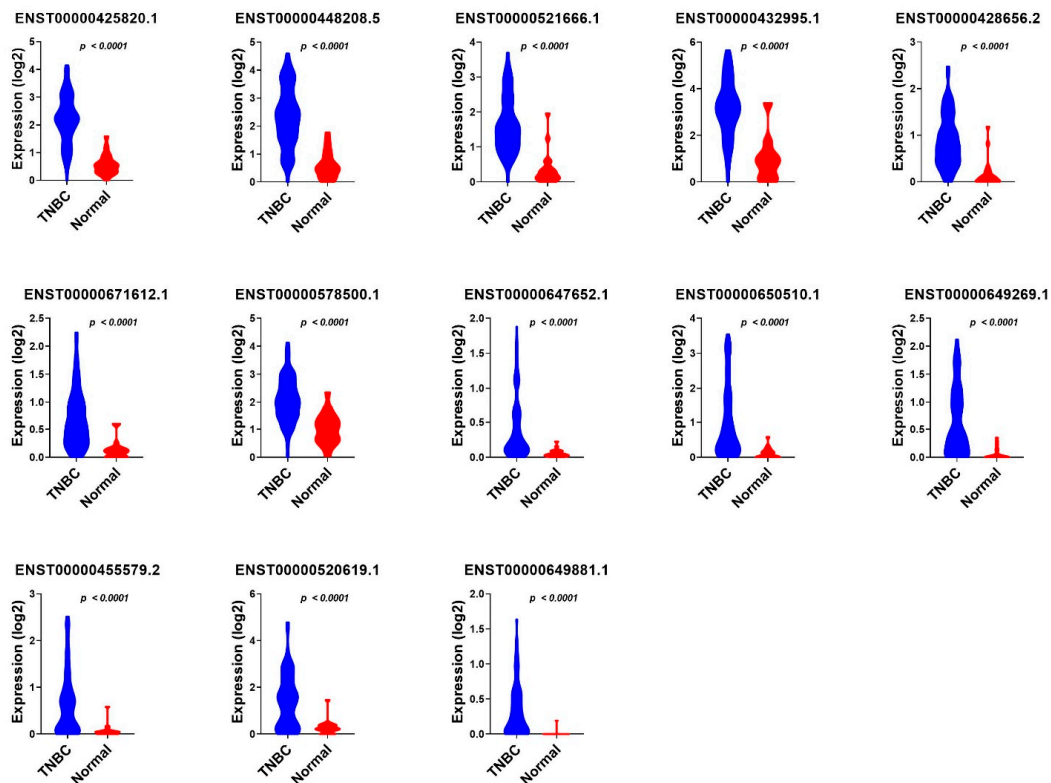 ENST00000425820.1
p < 0.0001
Expression (log2)
5
4
3
2
1
0
TNBC
Normal
ENST00000448208.5
p < 0.0001
Expression (log2)
5
4
3
2
1
0
TNBC
Normal
ENST00000521666.1
p < 0.0001
Expression (log2)
4
3
2
1
0
TNBC
Normal
ENST00000432995.1
p < 0.0001
Expression (log2)
6
4
2
0
TNBC
Normal
ENST00000428656.2
p < 0.0001
Expression (log2)
3
2
1
0
TNBC
Normal
ENST00000671612.1
p < 0.0001
Expression (log2)
2.5
2.0
1.5
1.0
0.5
0.0
TNBC
Normal
ENST00000578500.1
p < 0.0001
Expression (log2)
5
4
3
2
1
0
TNBC
Normal
ENST00000647652.1
p < 0.0001
Expression (log2)
2.0
1.5
1.0
0.5
0.0
TNBC
Normal
ENST00000650510.1
p < 0.0001
Expression (log2)
4
3
2
1
0
TNBC
Normal
ENST00000649269.1
p < 0.0001
Expression (log2)
2.5
2.0
1.5
1.0
0.5
0.0
TNBC
Normal
ENST00000455579.2
p < 0.0001
Expression (log2)
3
2
1
0
TNBC
Normal
ENST00000520619.1
p < 0.0001
Expression (log2)
6
4
2
0
TNBC
Normal
ENST00000649881.1
p < 0.0001
Expression (log2)
2.0
1.5
1.0
0.5
0.0
TNBC
Normal